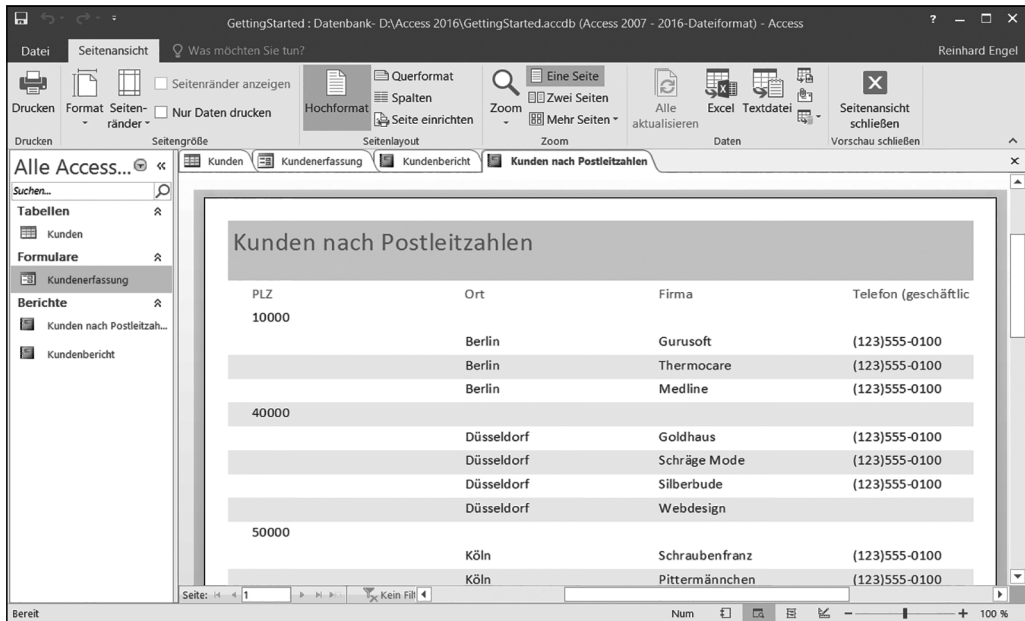 GettingStarted : Datenbank- D:\Access 2016\GettingStarted.accdb (Access 2007 - 2016-Dateiformat) - Access
Datei Seitenansicht Was möchten Sie tun? Reinhard Engel
Drucken
Format
Seiten-
ränder
Seitenränder anzeigen
Nur Daten drucken
Hochformat
Querformat
Spalten
Seite einrichten
Zoom
Eine Seite
Zwei Seiten
Mehr Seiten
Alle
aktualisieren
Excel
Textdatei
Seitenansicht
schließen
Drucken Seitengröße Seitenlayout Zoom Daten Vorschau schließen
Alle Access...
Suchen...
Tabellen
Kunden
Formulare
Kundenerfassung
Berichte
Kunden nach Postleitzah...
Kundenbericht
Kunden Kundenerfassung Kundenbericht Kunden nach Postleitzahlen
Kunden nach Postleitzahlen
PLZ Ort Firma Telefon (geschäftlic
10000
Berlin Gurusoft (123)555-0100
Berlin Thermocare (123)555-0100
Berlin Medline (123)555-0100
40000
Düsseldorf Goldhaus (123)555-0100
Düsseldorf Schräge Mode (123)555-0100
Düsseldorf Silberbude (123)555-0100
Düsseldorf Webdesign
50000
Köln Schraubenfranz (123)555-0100
Köln Pittermännchen (123)555-0100
Seite: 1 Kein Filt
Bereit Num 100 %